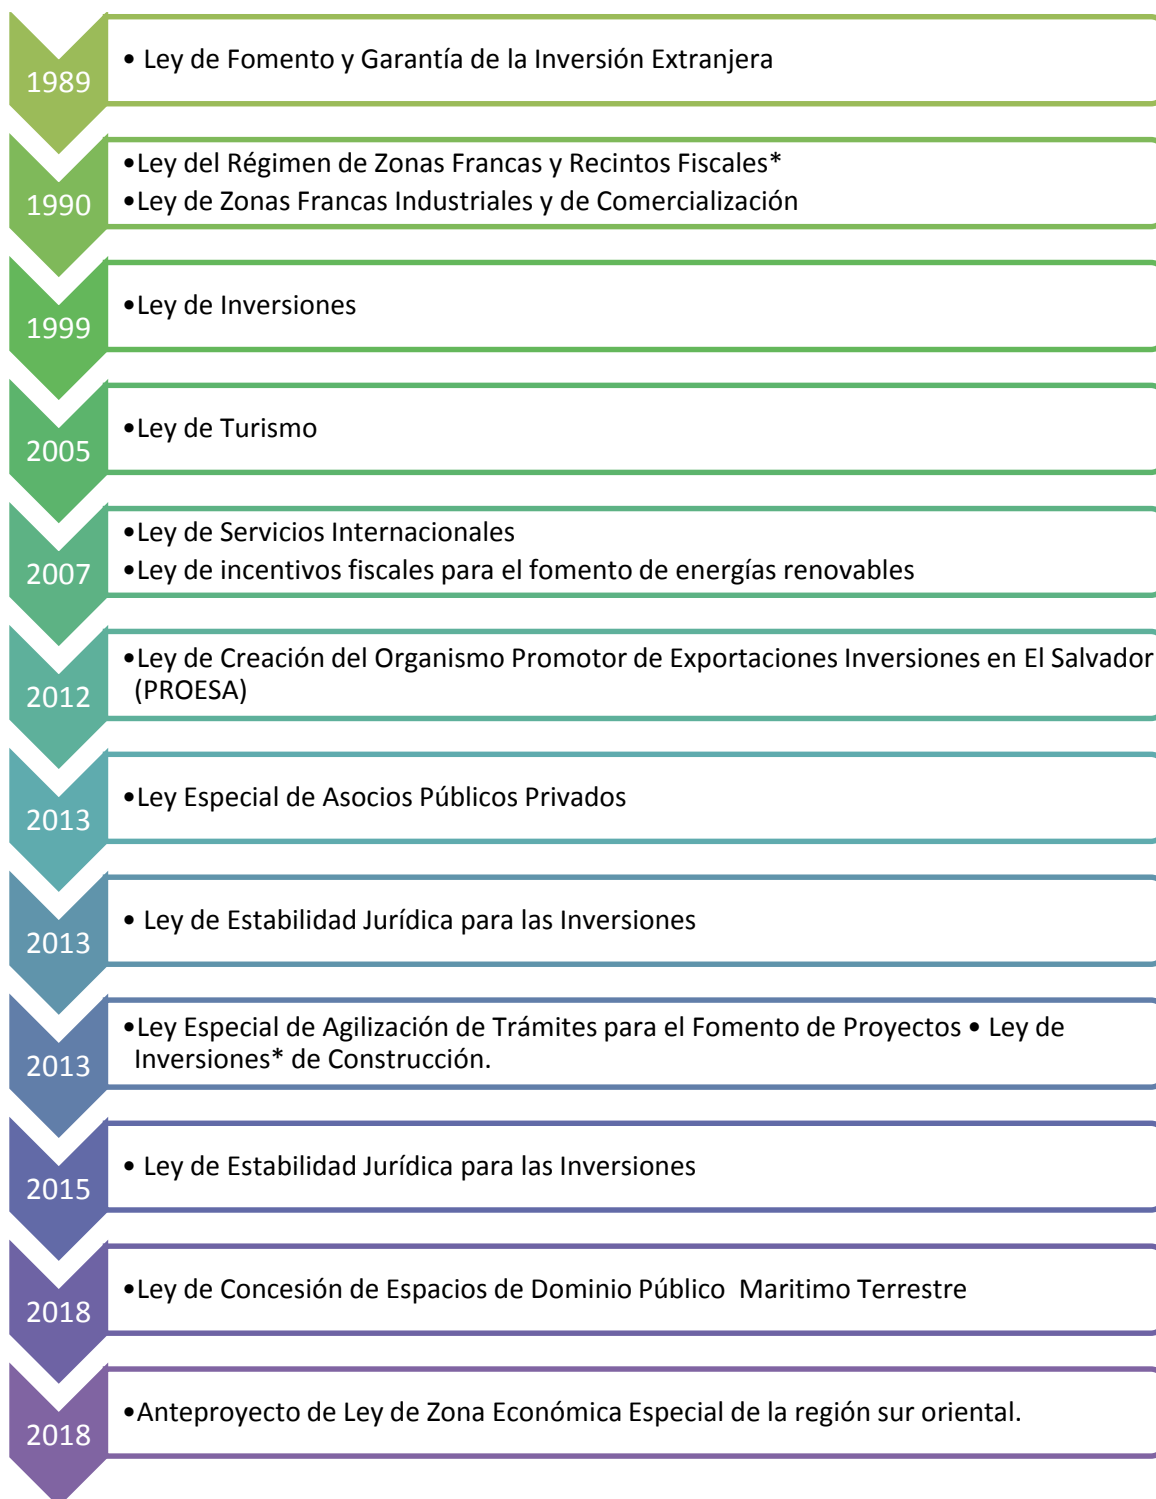 1989
• Ley de Fomento y Garantía de la Inversión Extranjera
1990
•Ley del Régimen de Zonas Francas y Recintos Fiscales*
•Ley de Zonas Francas Industriales y de Comercialización
1999
•Ley de Inversiones
2005
•Ley de Turismo
2007
•Ley de Servicios Internacionales
•Ley de incentivos fiscales para el fomento de energías renovables
2012
•Ley de Creación del Organismo Promotor de Exportaciones Inversiones en El Salvador
(PROESA)
2013
•Ley Especial de Asocios Públicos Privados
2013
• Ley de Estabilidad Jurídica para las Inversiones
2013
•Ley Especial de Agilización de Trámites para el Fomento de Proyectos • Ley de
Inversiones* de Construcción.
2015
• Ley de Estabilidad Jurídica para las Inversiones
2018
•Ley de Concesión de Espacios de Dominio Público Maritimo Terrestre
2018
•Anteproyecto de Ley de Zona Económica Especial de la región sur oriental.